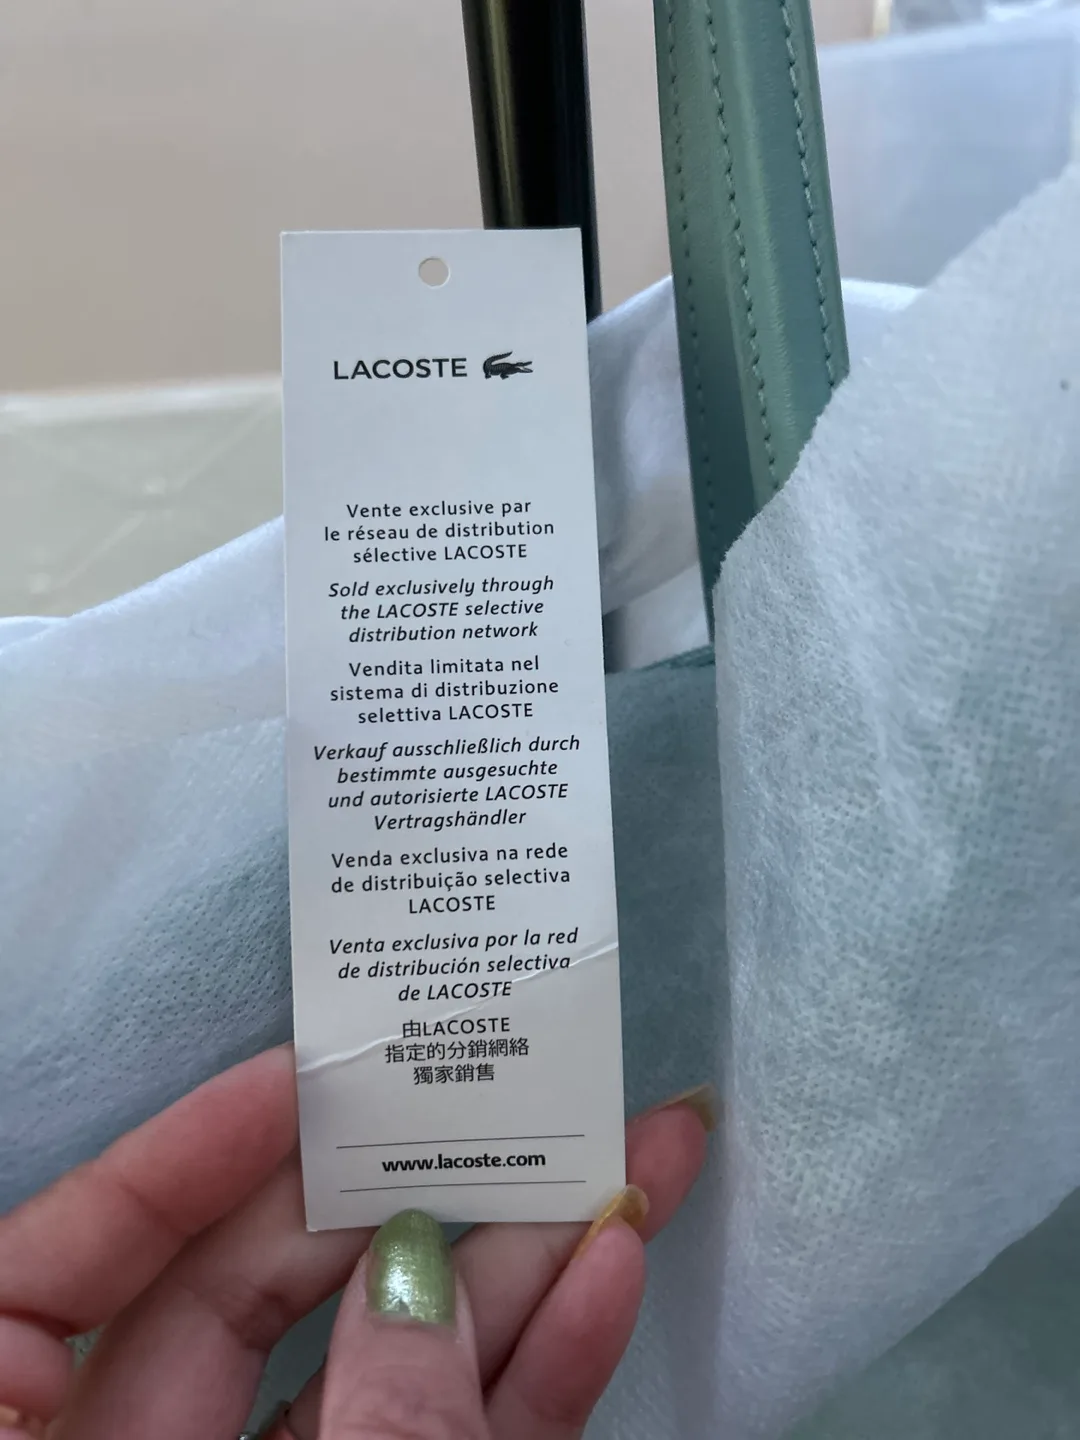 LACOSTE
Vente exclusive par
le réseau de distribution
sélective LACOSTE
Sold exclusively through
the LACOSTE selective
distribution network
Vendita limitata nel
sistema di distribuzione
selettiva LACOSTE
Verkauf ausschließlich durch
bestimmte ausgesuchte
und autorisierte LACOSTE
Vertragshändler
Venda exclusiva na rede
de distribuição selectiva
LACOSTE
Venta exclusiva por la red
de distribución selectiva
de LACOSTE
由LACOSTE
指定的分銷網絡
獨家銷售
www.lacoste.com